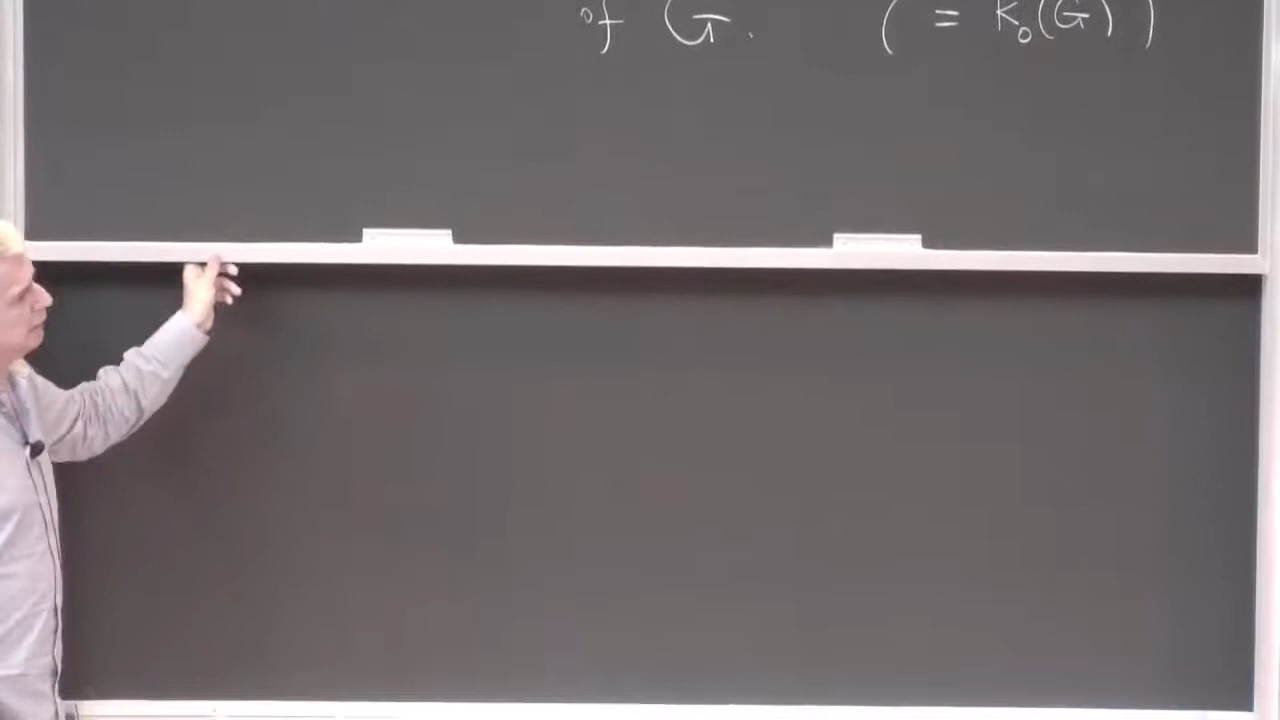 of G. ( = K₀(G) )